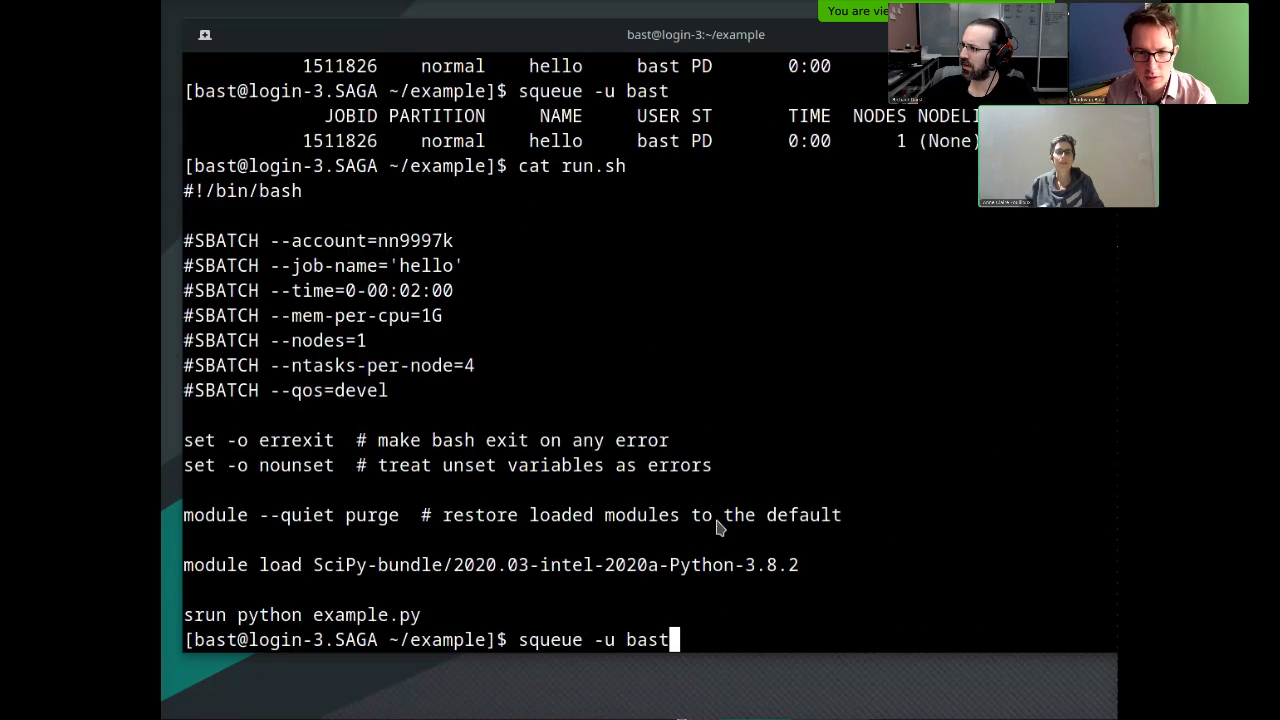 You are vie
bast@login-3:~/example
1511826 normal hello bast PD 0:00
[bast@login-3.SAGA ~/example]$ squeue -u bast
JOBID PARTITION NAME USER ST TIME NODES NODELI
1511826 normal hello bast PD 0:00 1 (None)
[bast@login-3.SAGA ~/example]$ cat run.sh
#!/bin/bash
#SBATCH --account=nn9997k
#SBATCH --job-name='hello'
#SBATCH --time=0-00:02:00
#SBATCH --mem-per-cpu=1G
#SBATCH --nodes=1
#SBATCH --ntasks-per-node=4
#SBATCH --qos=devel
set -o errexit # make bash exit on any error
set -o nounset # treat unset variables as errors
module --quiet purge # restore loaded modules to the default
module load SciPy-bundle/2020.03-intel-2020a-Python-3.8.2
srun python example.py
[bast@login-3.SAGA ~/example]$ squeue -u bast